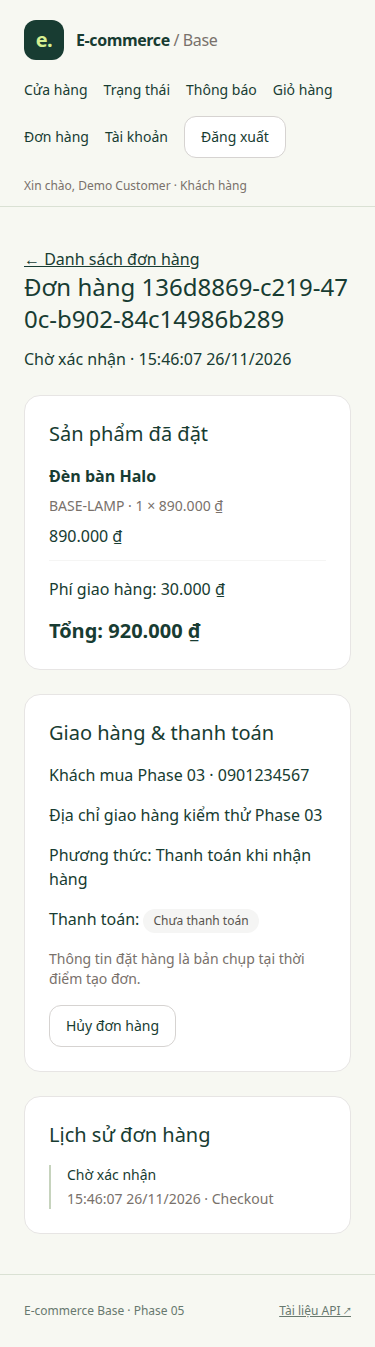 e. E-commerce / Base
Cửa hàng Trạng thái Thông báo Giỏ hàng
Đơn hàng Tài khoản Đăng xuất
Xin chào, Demo Customer · Khách hàng
← Danh sách đơn hàng
Đơn hàng 136d8869-c219-47
0c-b902-84c14986b289
Chờ xác nhận · 15:46:07 26/11/2026
Sản phẩm đã đặt
Đèn bàn Halo
BASE-LAMP · 1 × 890.000 ₫
890.000 ₫
Phí giao hàng: 30.000 ₫
Tổng: 920.000 ₫
Giao hàng & thanh toán
Khách mua Phase 03 · 0901234567
Địa chỉ giao hàng kiểm thử Phase 03
Phương thức: Thanh toán khi nhận
hàng
Thanh toán: Chưa thanh toán
Thông tin đặt hàng là bản chụp tại thời
điểm tạo đơn.
Hủy đơn hàng
Lịch sử đơn hàng
Chờ xác nhận
15:46:07 26/11/2026 · Checkout
E-commerce Base · Phase 05 Tài liệu API ↗